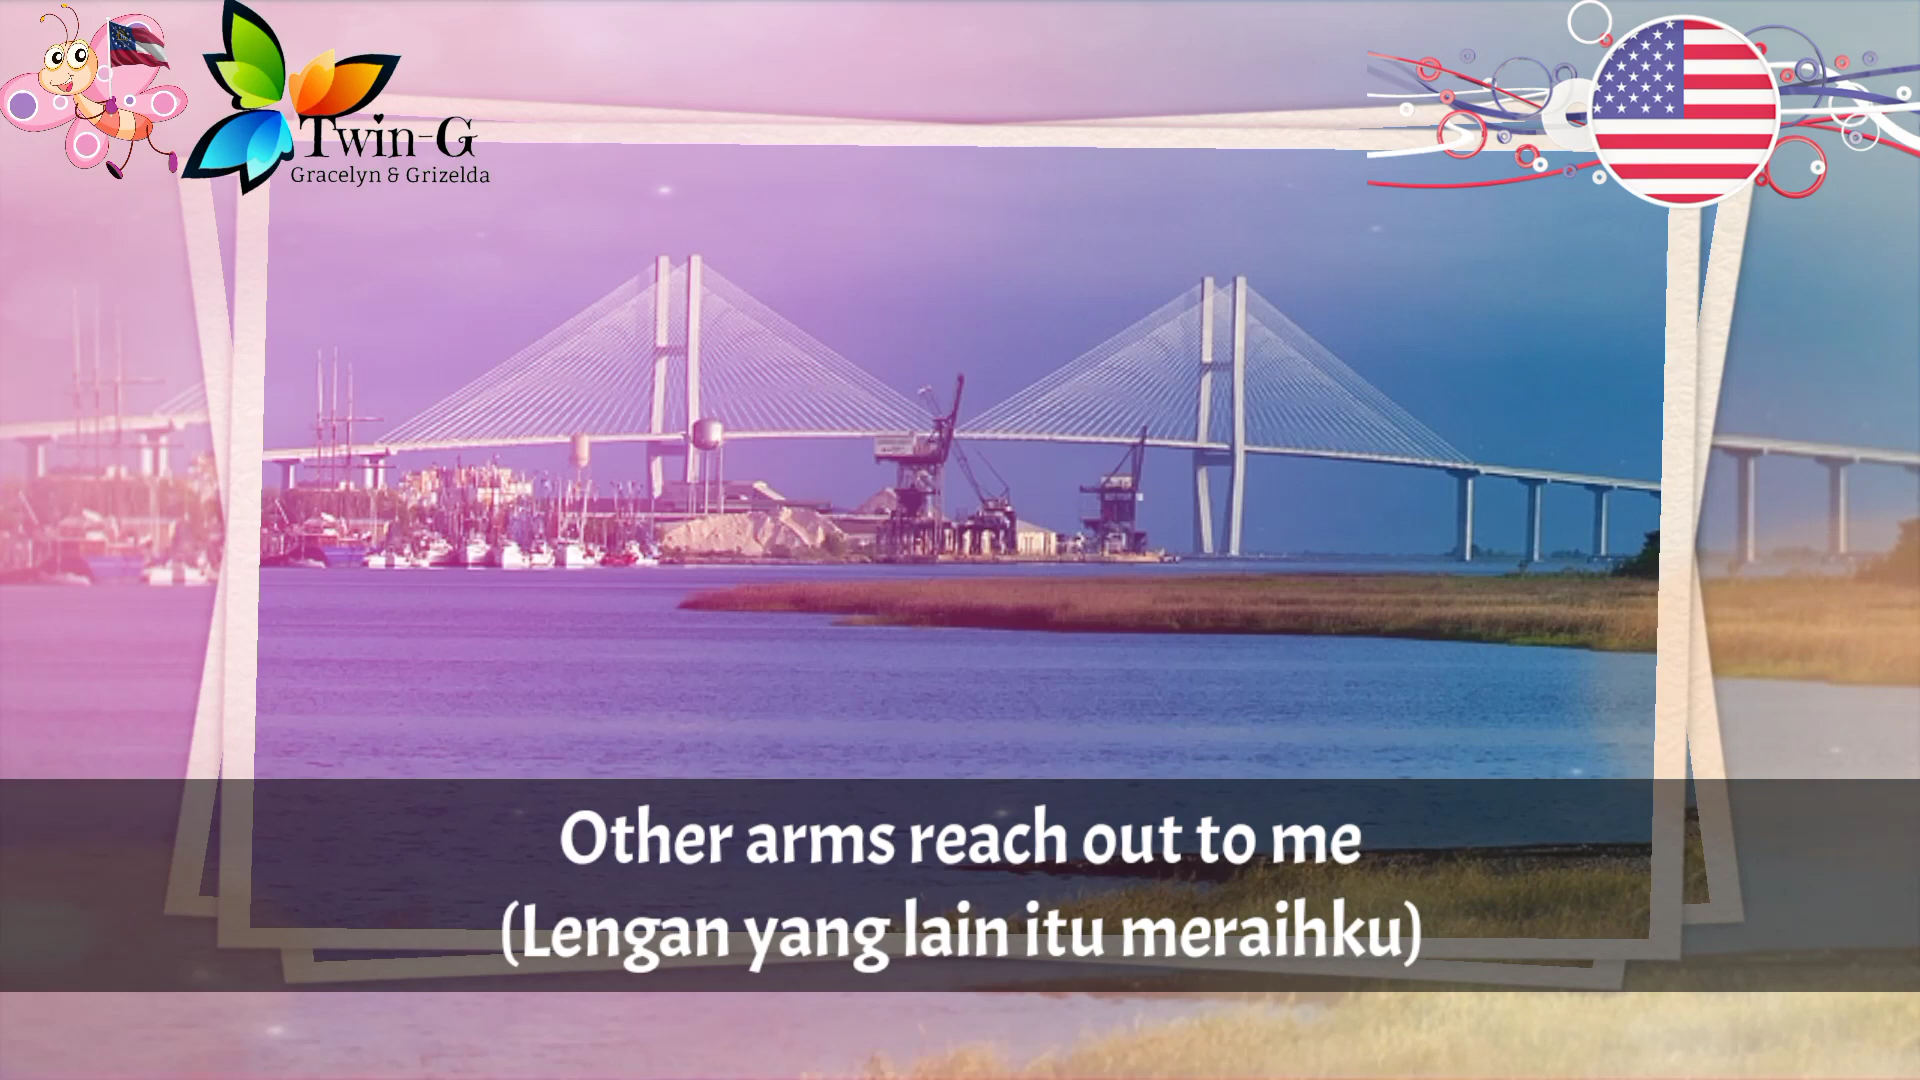 Twin-G
Gracelyn & Grizelda
Other arms reach out to me
(Lengan yang lain itu meraihku)